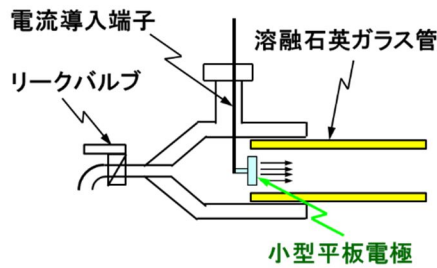 電流導入端子
溶融石英ガラス管
リークバルブ
小型平板電極